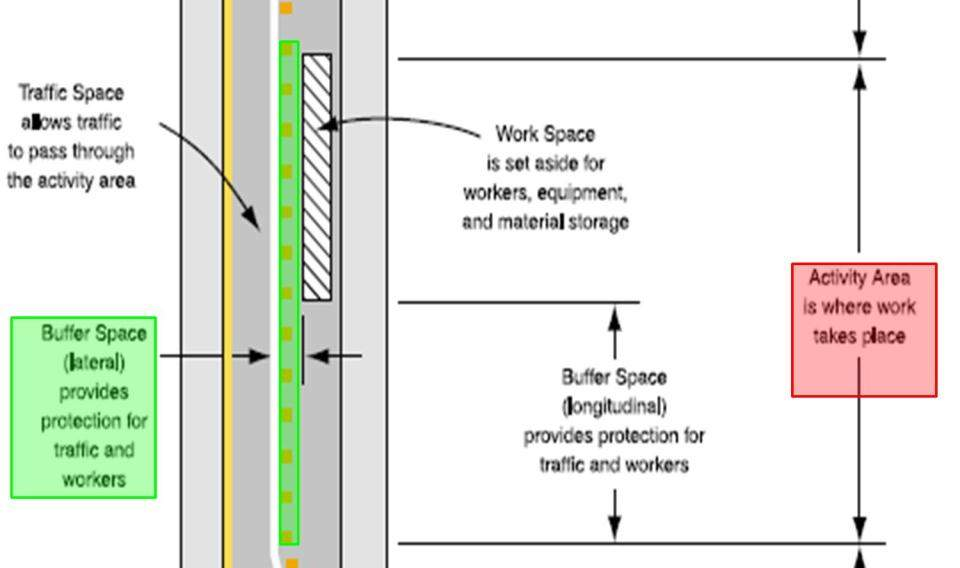 Traffic Space
allows traffic
to pass through
the activity area
Work Space
is set aside for
workers, equipment,
and material storage
Activity Area
is where work
takes place
Buffer Space
(lateral)
provides
protection for
traffic and
workers
Buffer Space
(longitudinal)
provides protection for
traffic and workers